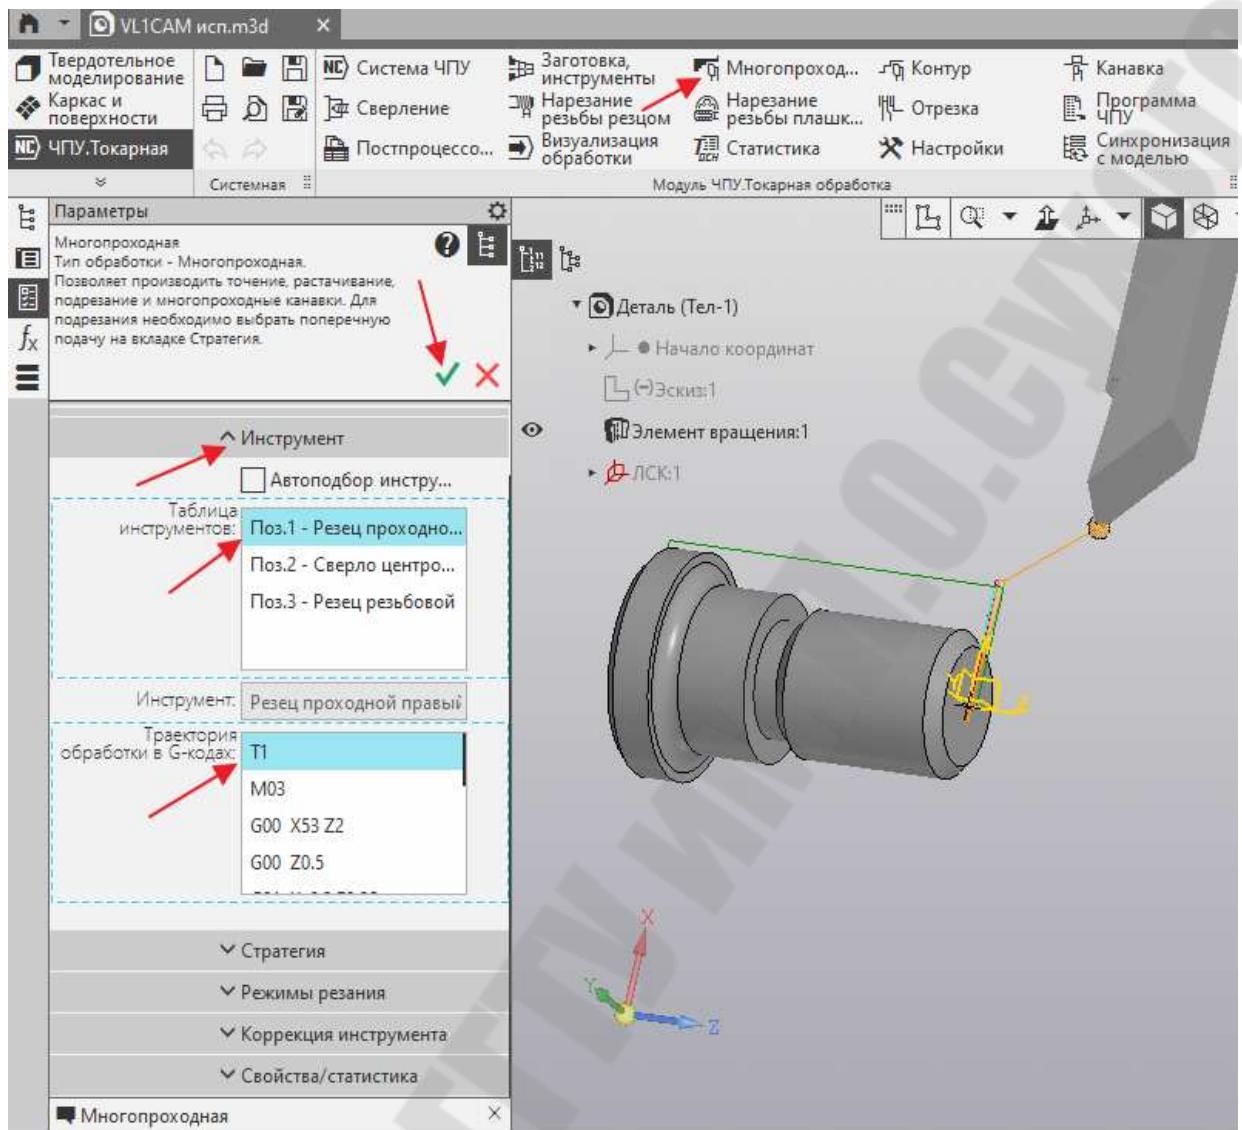 VL1CAM исп.m3d
Твердотельное
моделирование
Каркас и
поверхности
NC ЧПУ.Токарная
Системная
NC Система ЧПУ
Сверление
Постпроцессо...
Заготовка,
инструменты
Нарезание
резьбы резцом
Визуализация
обработки
Многопроход...
Нарезание
резьбы плашк...
Статистика
Контур
Отрезка
Настройки
Канавка
Программа
ЧПУ
Синхронизация
с моделью
Модуль ЧПУ.Токарная обработка
Параметры
Многопроходная
Тип обработки - Многопроходная.
Позволяет производить точение, растачивание,
подрезание и многопроходные канавки. Для
подрезания необходимо выбрать поперечную
подачу на вкладке Стратегия.
Инструмент
Автоподбор инстру...
Таблица
инструментов:
Поз.1 - Резец проходно...
Поз.2 - Сверло центро...
Поз.3 - Резец резьбовой
Инструмент:
Резец проходной правый
Траектория
обработки в G-кодах:
T1
M03
G00 X53 Z2
G00 Z0.5
Стратегия
Режимы резания
Коррекция инструмента
Свойства/статистика
Многопроходная
Деталь (Тел-1)
Начало координат
(-)Эскиз:1
Элемент вращения:1
ЛСК:1
X
Y
Z